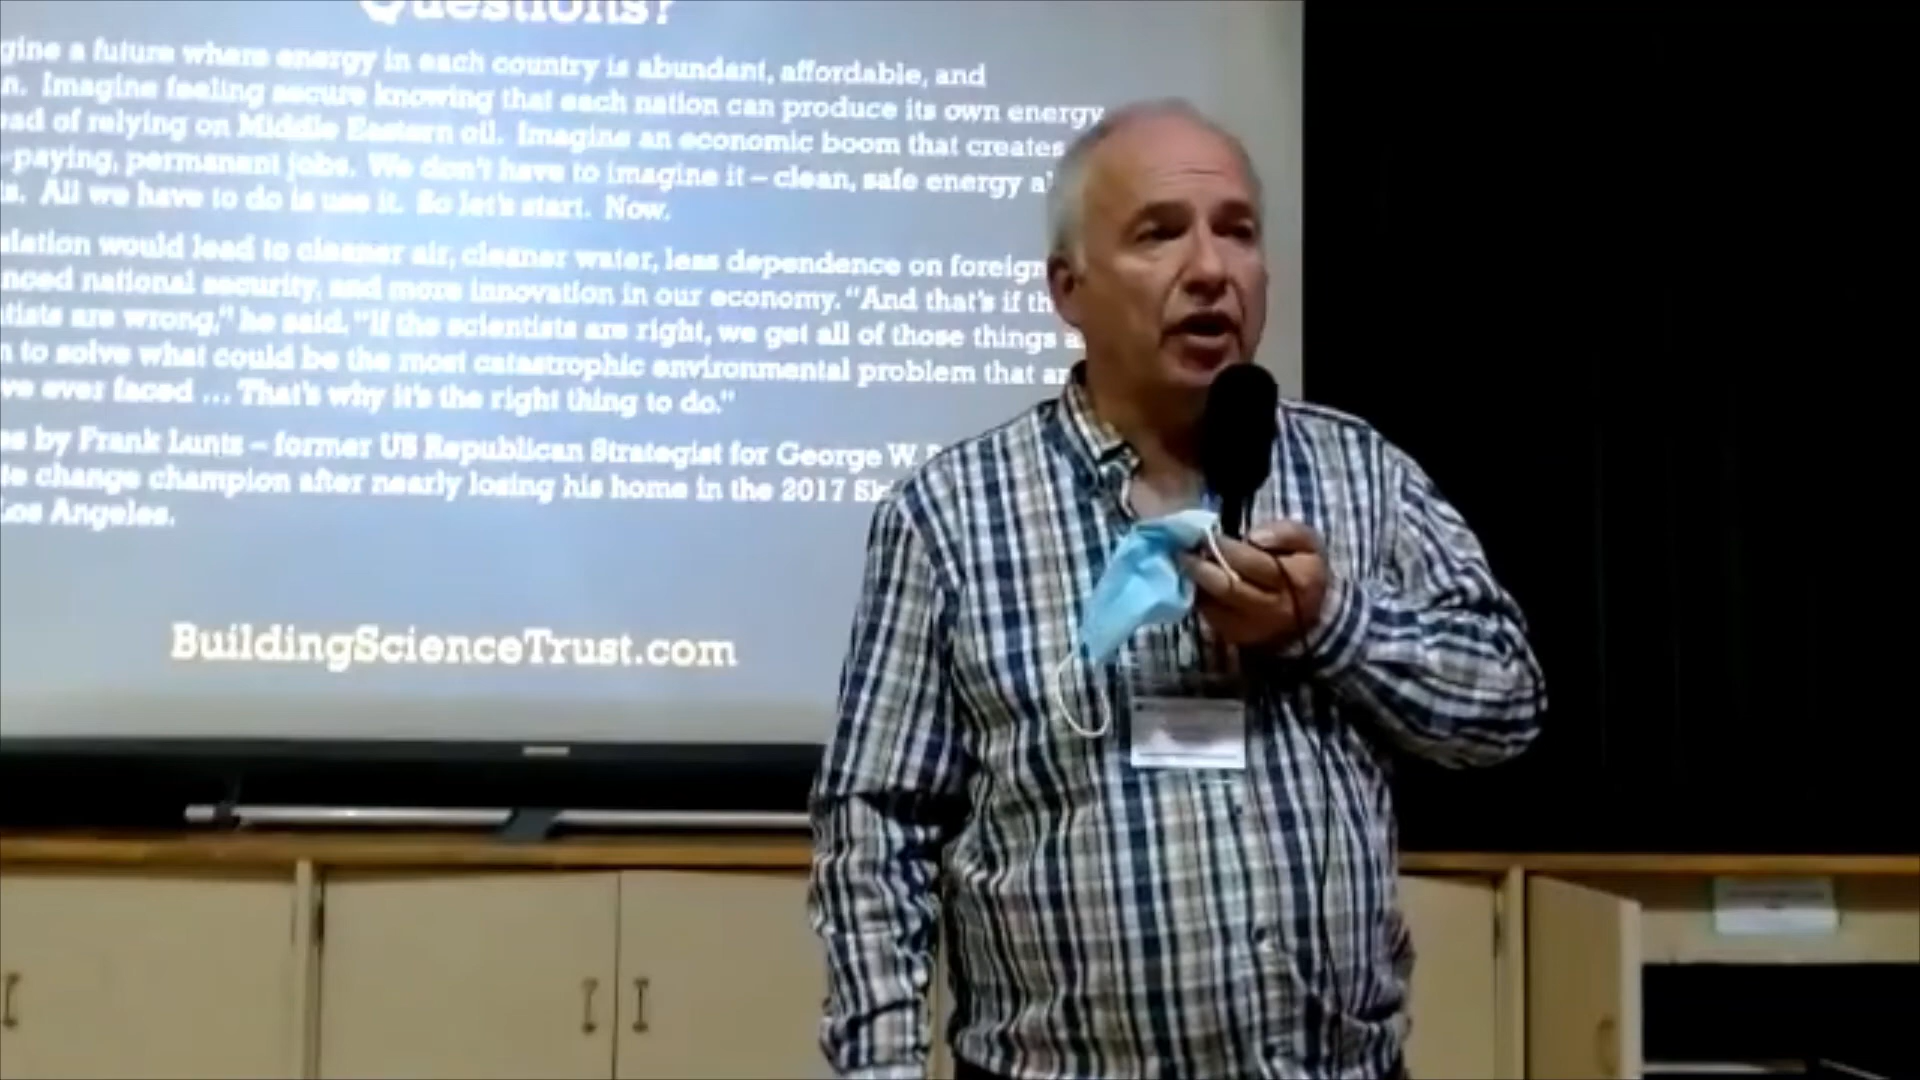 Questions?
gine a future where energy in each country is abundant, affordable, and
n. Imagine feeling secure knowing that each nation can produce its own energy
ead of relying on Middle Eastern oil. Imagine an economic boom that creates
-paying, permanent jobs. We don't have to imagine it – clean, safe energy al
s. All we have to do is use it. So let's start. Now.
slation would lead to cleaner air, cleaner water, less dependence on foreign
nced national security, and more innovation in our economy. "And that's if th
tists are wrong," he said. "If the scientists are right, we get all of those things a
n to solve what could be the most catastrophic environmental problem that an
ve ever faced ... That's why it's the right thing to do."
es by Frank Luntz – former US Republican Strategist for George W. B
te change champion after nearly losing his home in the 2017 Sk
Los Angeles.
BuildingScienceTrust.com